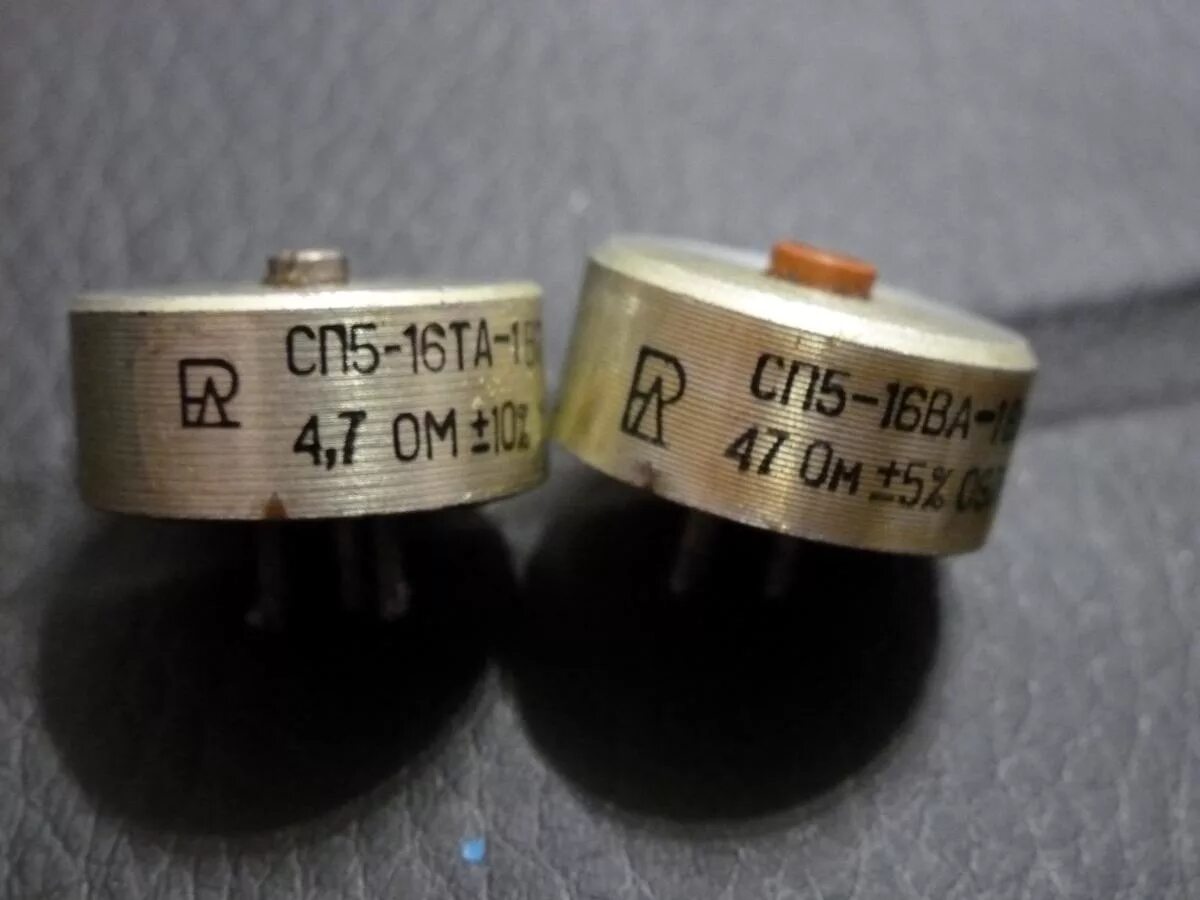 СП5-16ТА-1
4,7 ОМ ±10%
СП5-16ВА-1
47 Ом ±5%